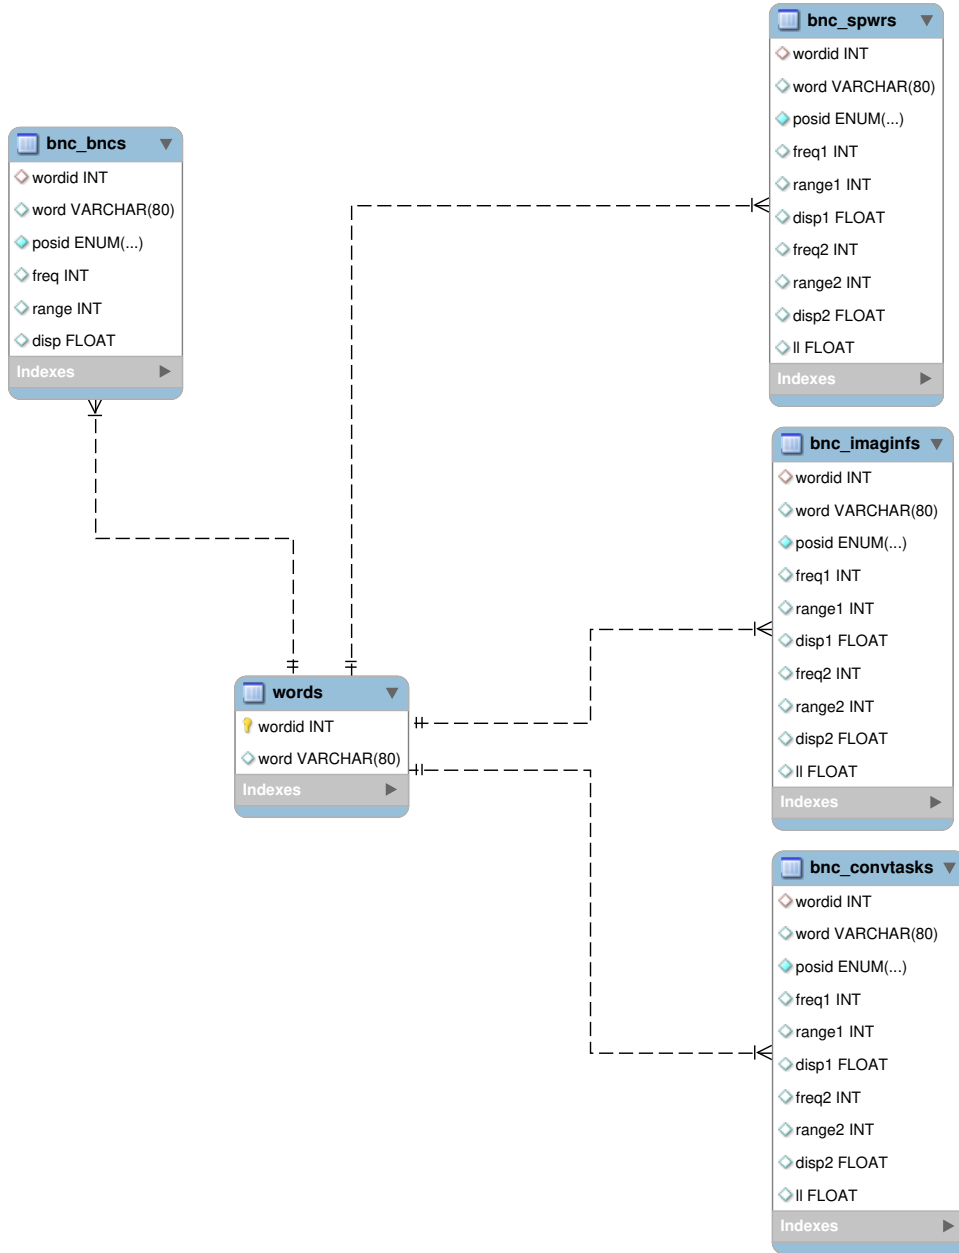 bnc_spwrs
wordid INT
word VARCHAR(80)
posid ENUM(...)
freq1 INT
range1 INT
disp1 FLOAT
freq2 INT
range2 INT
disp2 FLOAT
ll FLOAT
Indexes
bnc_bncs
wordid INT
word VARCHAR(80)
posid ENUM(...)
freq INT
range INT
disp FLOAT
Indexes
bnc_imaginfs
wordid INT
word VARCHAR(80)
posid ENUM(...)
freq1 INT
range1 INT
disp1 FLOAT
freq2 INT
range2 INT
disp2 FLOAT
ll FLOAT
Indexes
words
wordid INT
word VARCHAR(80)
Indexes
bnc_convtasks
wordid INT
word VARCHAR(80)
posid ENUM(...)
freq1 INT
range1 INT
disp1 FLOAT
freq2 INT
range2 INT
disp2 FLOAT
ll FLOAT
Indexes